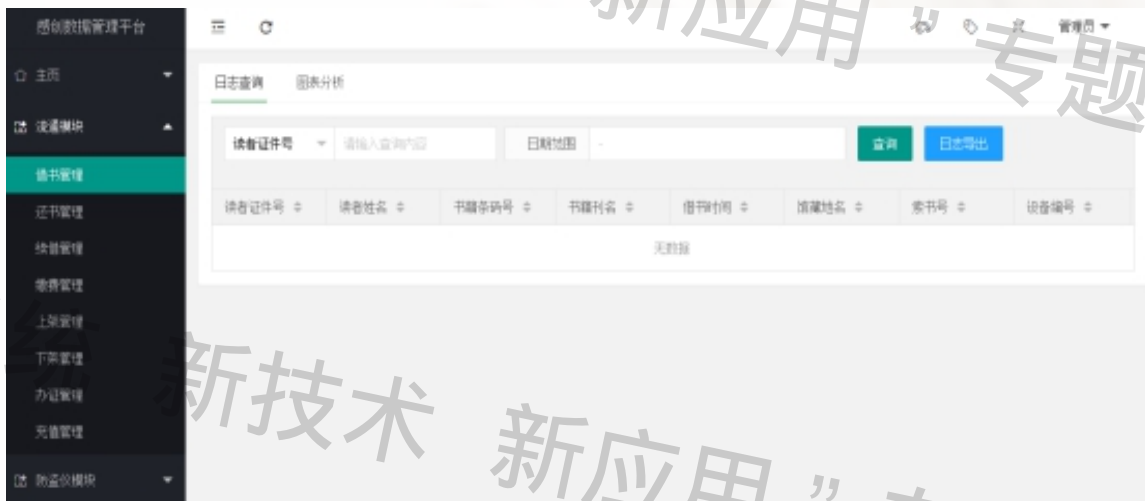 感创数据管理平台
管理员
主页
日志查询 图表分析
流通模块
读者证件号 请输入查询内容 日期范围 - 查询 日志导出
借书管理
还书管理
读者证件号 读者姓名 书籍条码号 书籍刊名 借书时间 馆藏地名 索书号 设备编号
续借管理
无数据
缴费管理
上架管理
下架管理
办证管理
充值管理
防盗仪模块
新应用”专题
统 新技术 新应用”